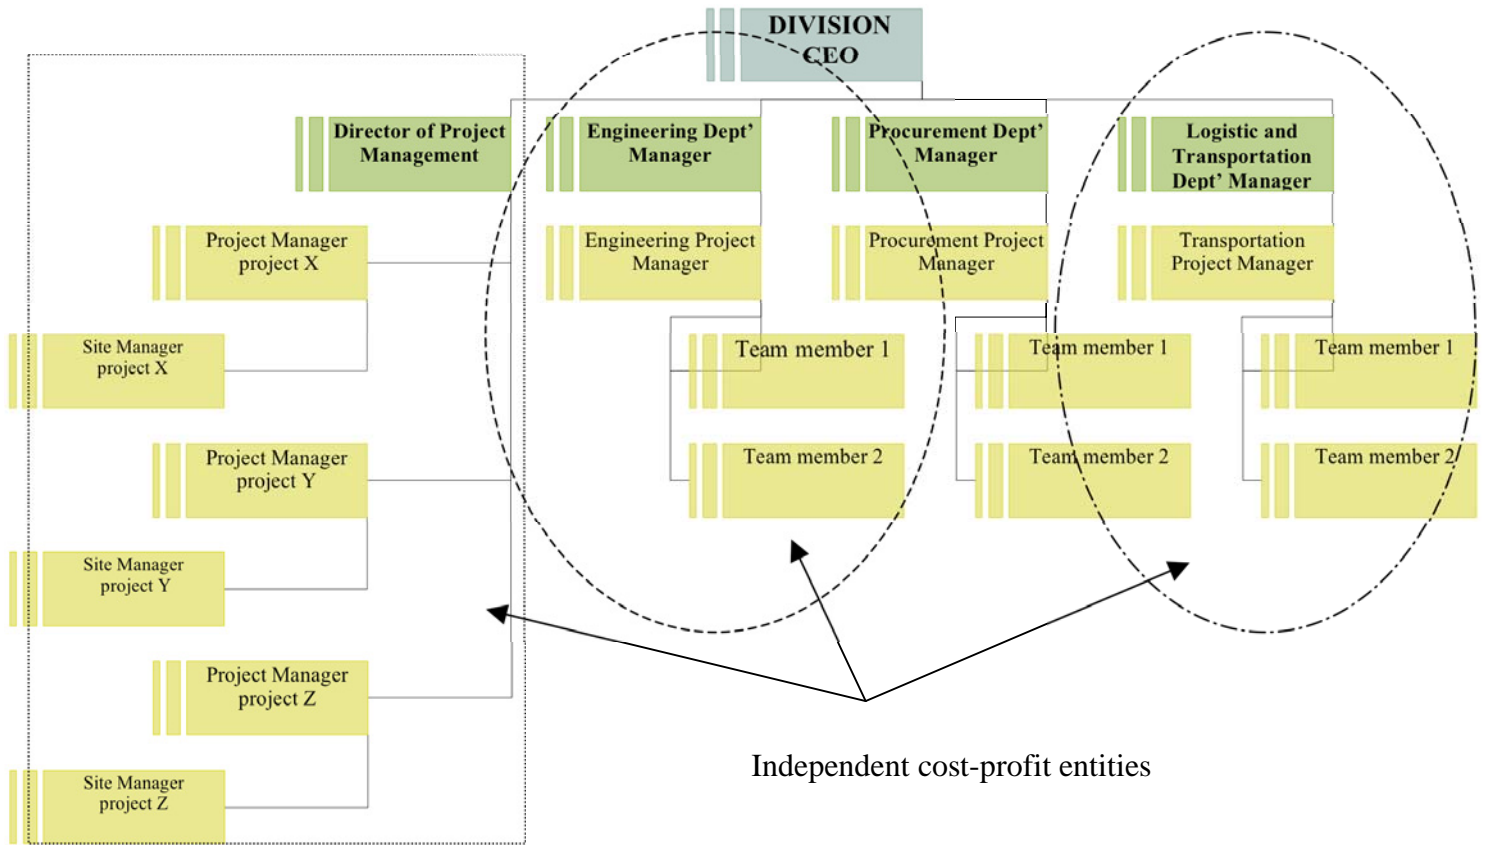 DIVISION
CEO
Director of Project
Management
Engineering Dept’
Manager
Procurement Dept’
Manager
Logistic and
Transportation
Dept’ Manager
Project Manager
project X
Engineering Project
Manager
Procurement Project
Manager
Transportation
Project Manager
Site Manager
project X
Team member 1
Team member 1
Team member 1
Project Manager
project Y
Team member 2
Team member 2
Team member 2
Site Manager
project Y
Project Manager
project Z
Site Manager
project Z
Independent cost-profit entities